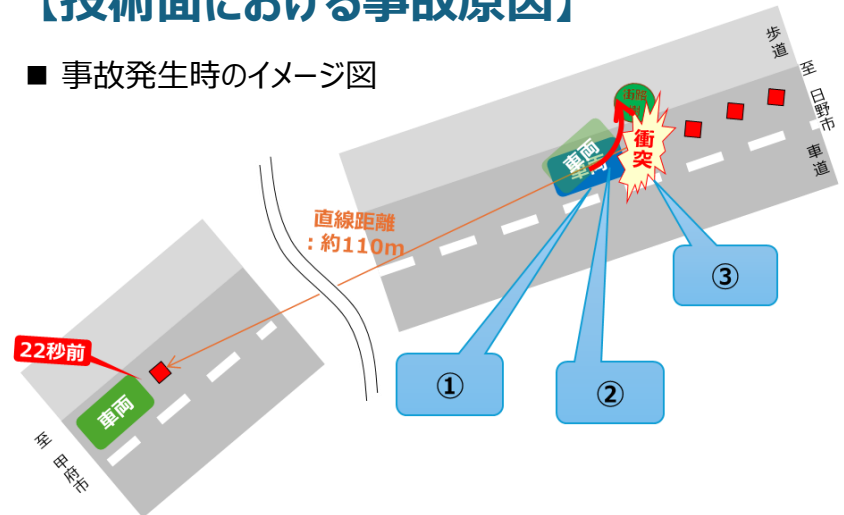 【技術面における事故原因】
■ 事故発生時のイメージ図
歩道
至 日野市
車道
衝突
車両
直線距離
：約110m
③
①
②
22秒前
車両
至 甲府市